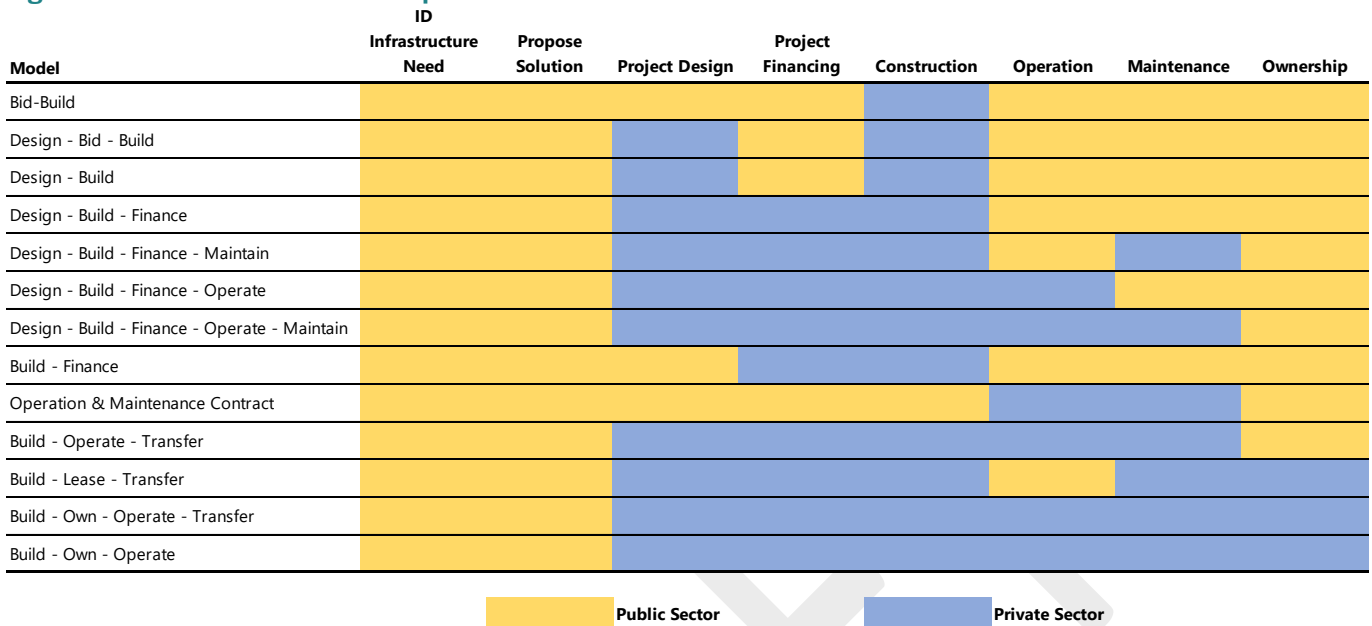 ID
Infrastructure Propose Project
Model Need Solution Project Design Financing Construction Operation Maintenance Ownership
Bid-Build
Design - Bid - Build
Design - Build
Design - Build - Finance
Design - Build - Finance - Maintain
Design - Build - Finance - Operate
Design - Build - Finance - Operate - Maintain
Build - Finance
Operation & Maintenance Contract
Build - Operate - Transfer
Build - Lease - Transfer
Build - Own - Operate - Transfer
Build - Own - Operate
Public Sector Private Sector